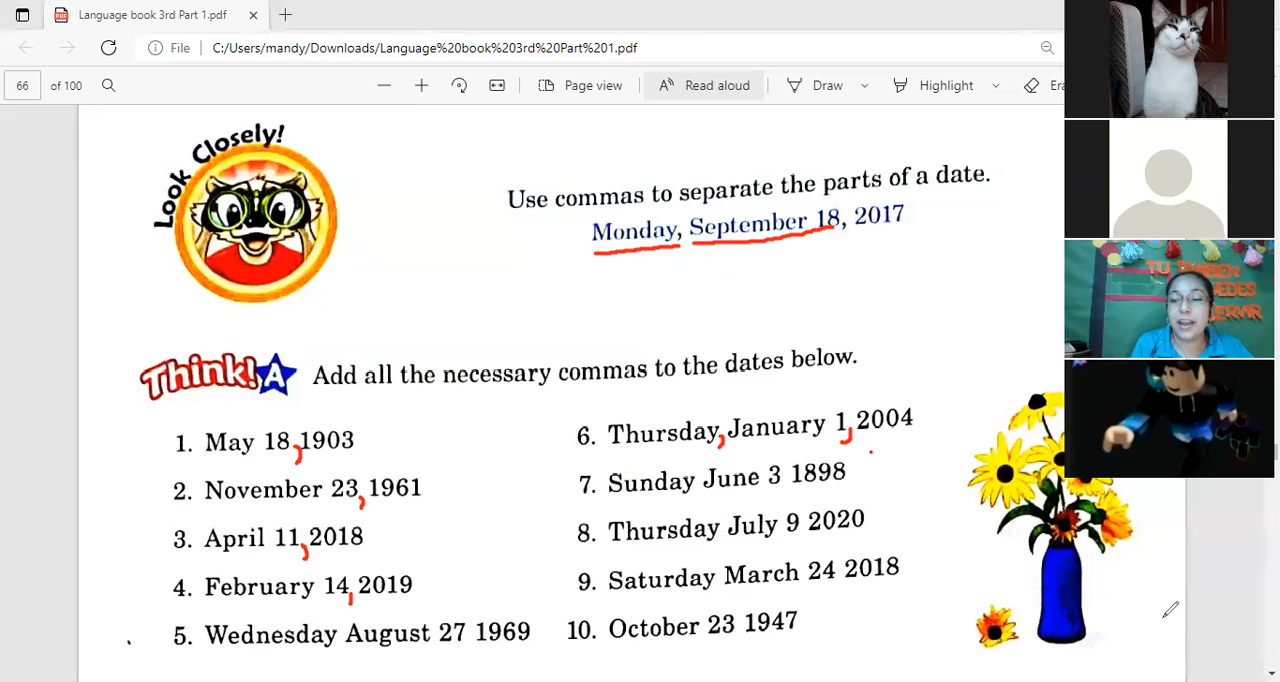 Language book 3rd Part 1.pdf
File C:/Users/mandy/Downloads/Language%20book%203rd%20Part%201.pdf
66 of 100 Page view Read aloud Draw Highlight
Look Closely!
Use commas to separate the parts of a date.
Monday, September 18, 2017
Think! A Add all the necessary commas to the dates below.
1. May 18,1903
2. November 23,1961
3. April 11,2018
4. February 14,2019
5. Wednesday August 27 1969
6. Thursday,January 1,2004
7. Sunday June 3 1898
8. Thursday July 9 2020
9. Saturday March 24 2018
10. October 23 1947
TU TAMBIEN